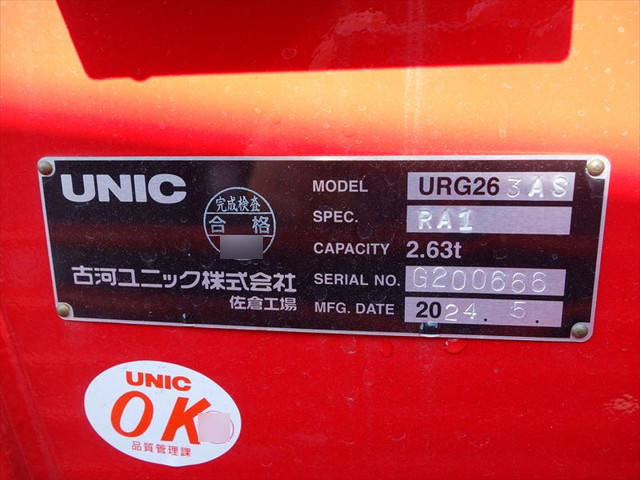 UNIC
完成検査
合格
古河ユニック株式会社
佐倉工場
MODEL URG263AS
SPEC. RA1
CAPACITY 2.63t
SERIAL NO. G200666
MFG. DATE 2024. 5.
UNIC
OK
品質管理課